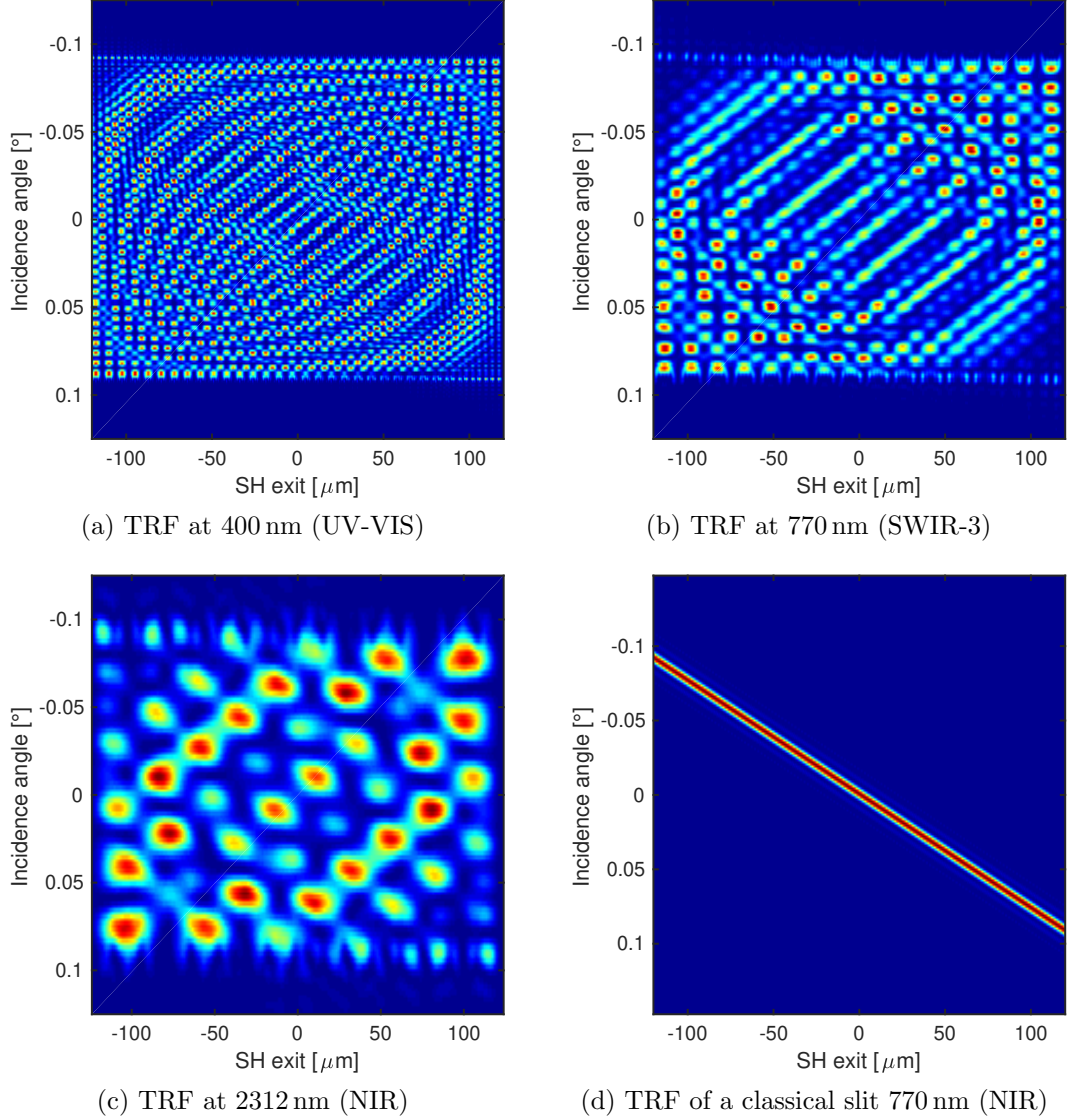 -0.1
-0.05
0
0.05
0.1
Incidence angle [°]
-100 -50 0 50 100
SH exit [ μm]
(a) TRF at 400 nm (UV-VIS)
-0.1
-0.05
0
0.05
0.1
Incidence angle [°]
-100 -50 0 50 100
SH exit [ μm]
(b) TRF at 770 nm (SWIR-3)
-0.1
-0.05
0
0.05
0.1
Incidence angle [°]
-100 -50 0 50 100
SH exit [ μm]
(c) TRF at 2312 nm (NIR)
-0.1
-0.05
0
0.05
0.1
Incidence angle [°]
-100 -50 0 50 100
SH exit [ μm]
(d) TRF of a classical slit 770 nm (NIR)